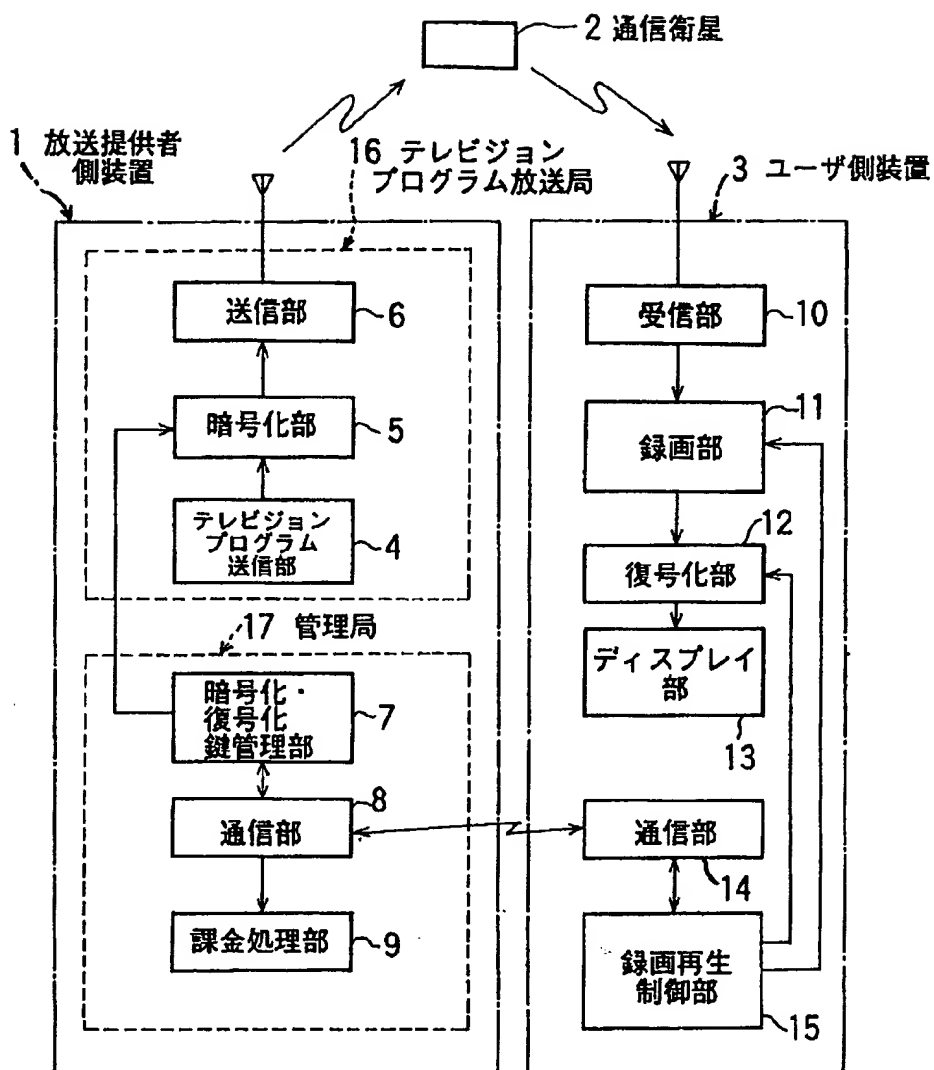 2 通信衛星
1 放送提供者
側装置
16 テレビジョン
プログラム放送局
3 ユーザ側装置
送信部
6
暗号化部
5
テレビジョン
プログラム
送信部
4
17 管理局
暗号化・
復号化
鍵管理部
7
通信部
8
課金処理部
9
受信部
10
録画部
11
復号化部
12
ディスプレイ
部
13
通信部
14
録画再生
制御部
15